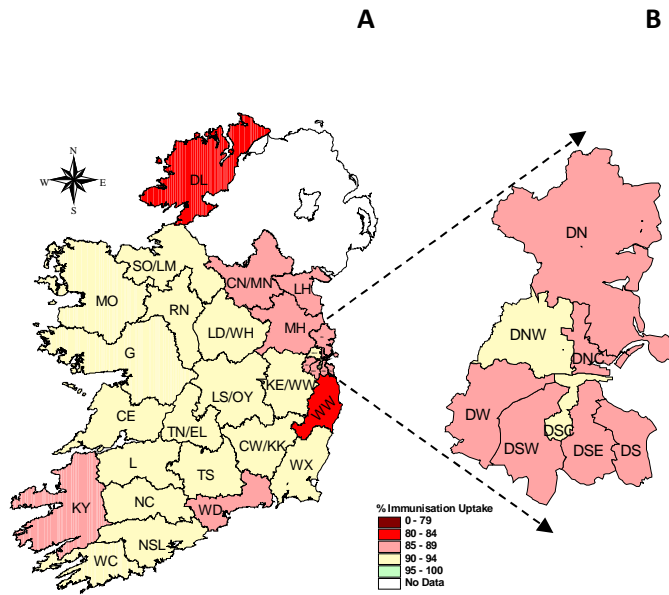 A
B
N
W E
S
DL
SO/LM
CN/MN
LH
MO
RN
LD/WH
MH
G
LS/OY
KE/WW
WW
CE
TN/EL
CW/KK
L
TS
WX
KY
NC
WD
NSL
WC
DN
DNW
DNC
DW
DSC
DSW
DSE
DS
% Immunisation Uptake
0 - 79
80 - 84
85 - 89
90 - 94
95 - 100
No Data